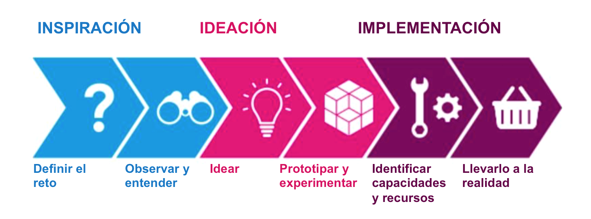 INSPIRACIÓN
IDEACIÓN
IMPLEMENTACIÓN
?
Definir el
reto
Observar y
entender
Idear
Prototipar y
experimentar
Identificar
capacidades
y recursos
Llevarlo a la
realidad